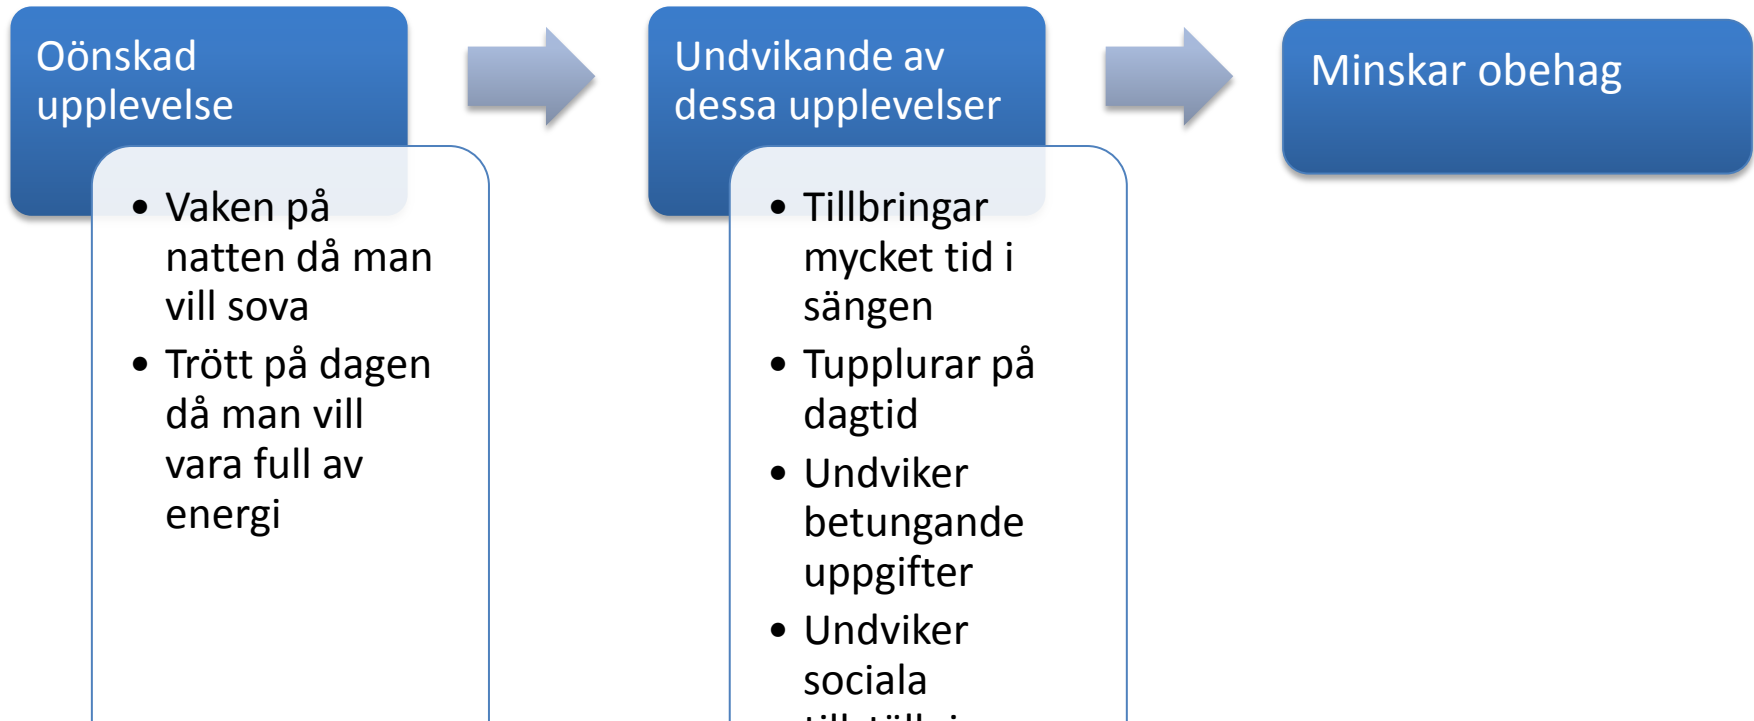 Oönskad
upplevelse
• Vaken på
natten då man
vill sova
• Trött på dagen
då man vill
vara full av
energi
Undvikande av
dessa upplevelser
• Tillbringar
mycket tid i
sängen
• Tupplurar på
dagtid
• Undviker
betungande
uppgifter
• Undviker
sociala
Minskar obehag